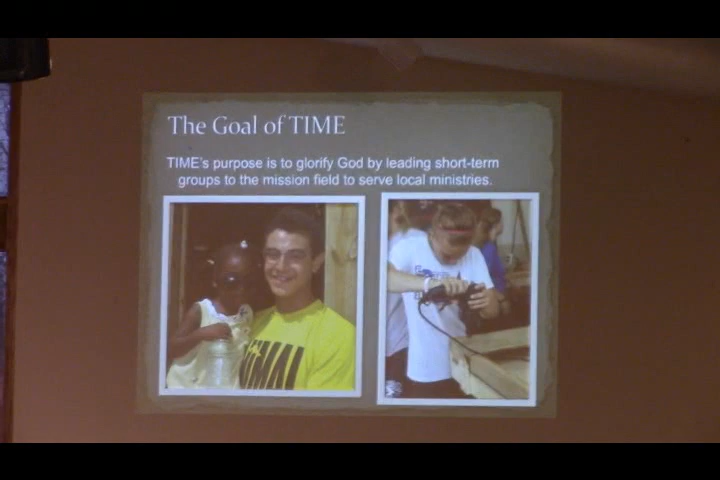 The Goal of TIME
TIME's purpose is to glorify God by leading short-term
groups to the mission field to serve local ministries.